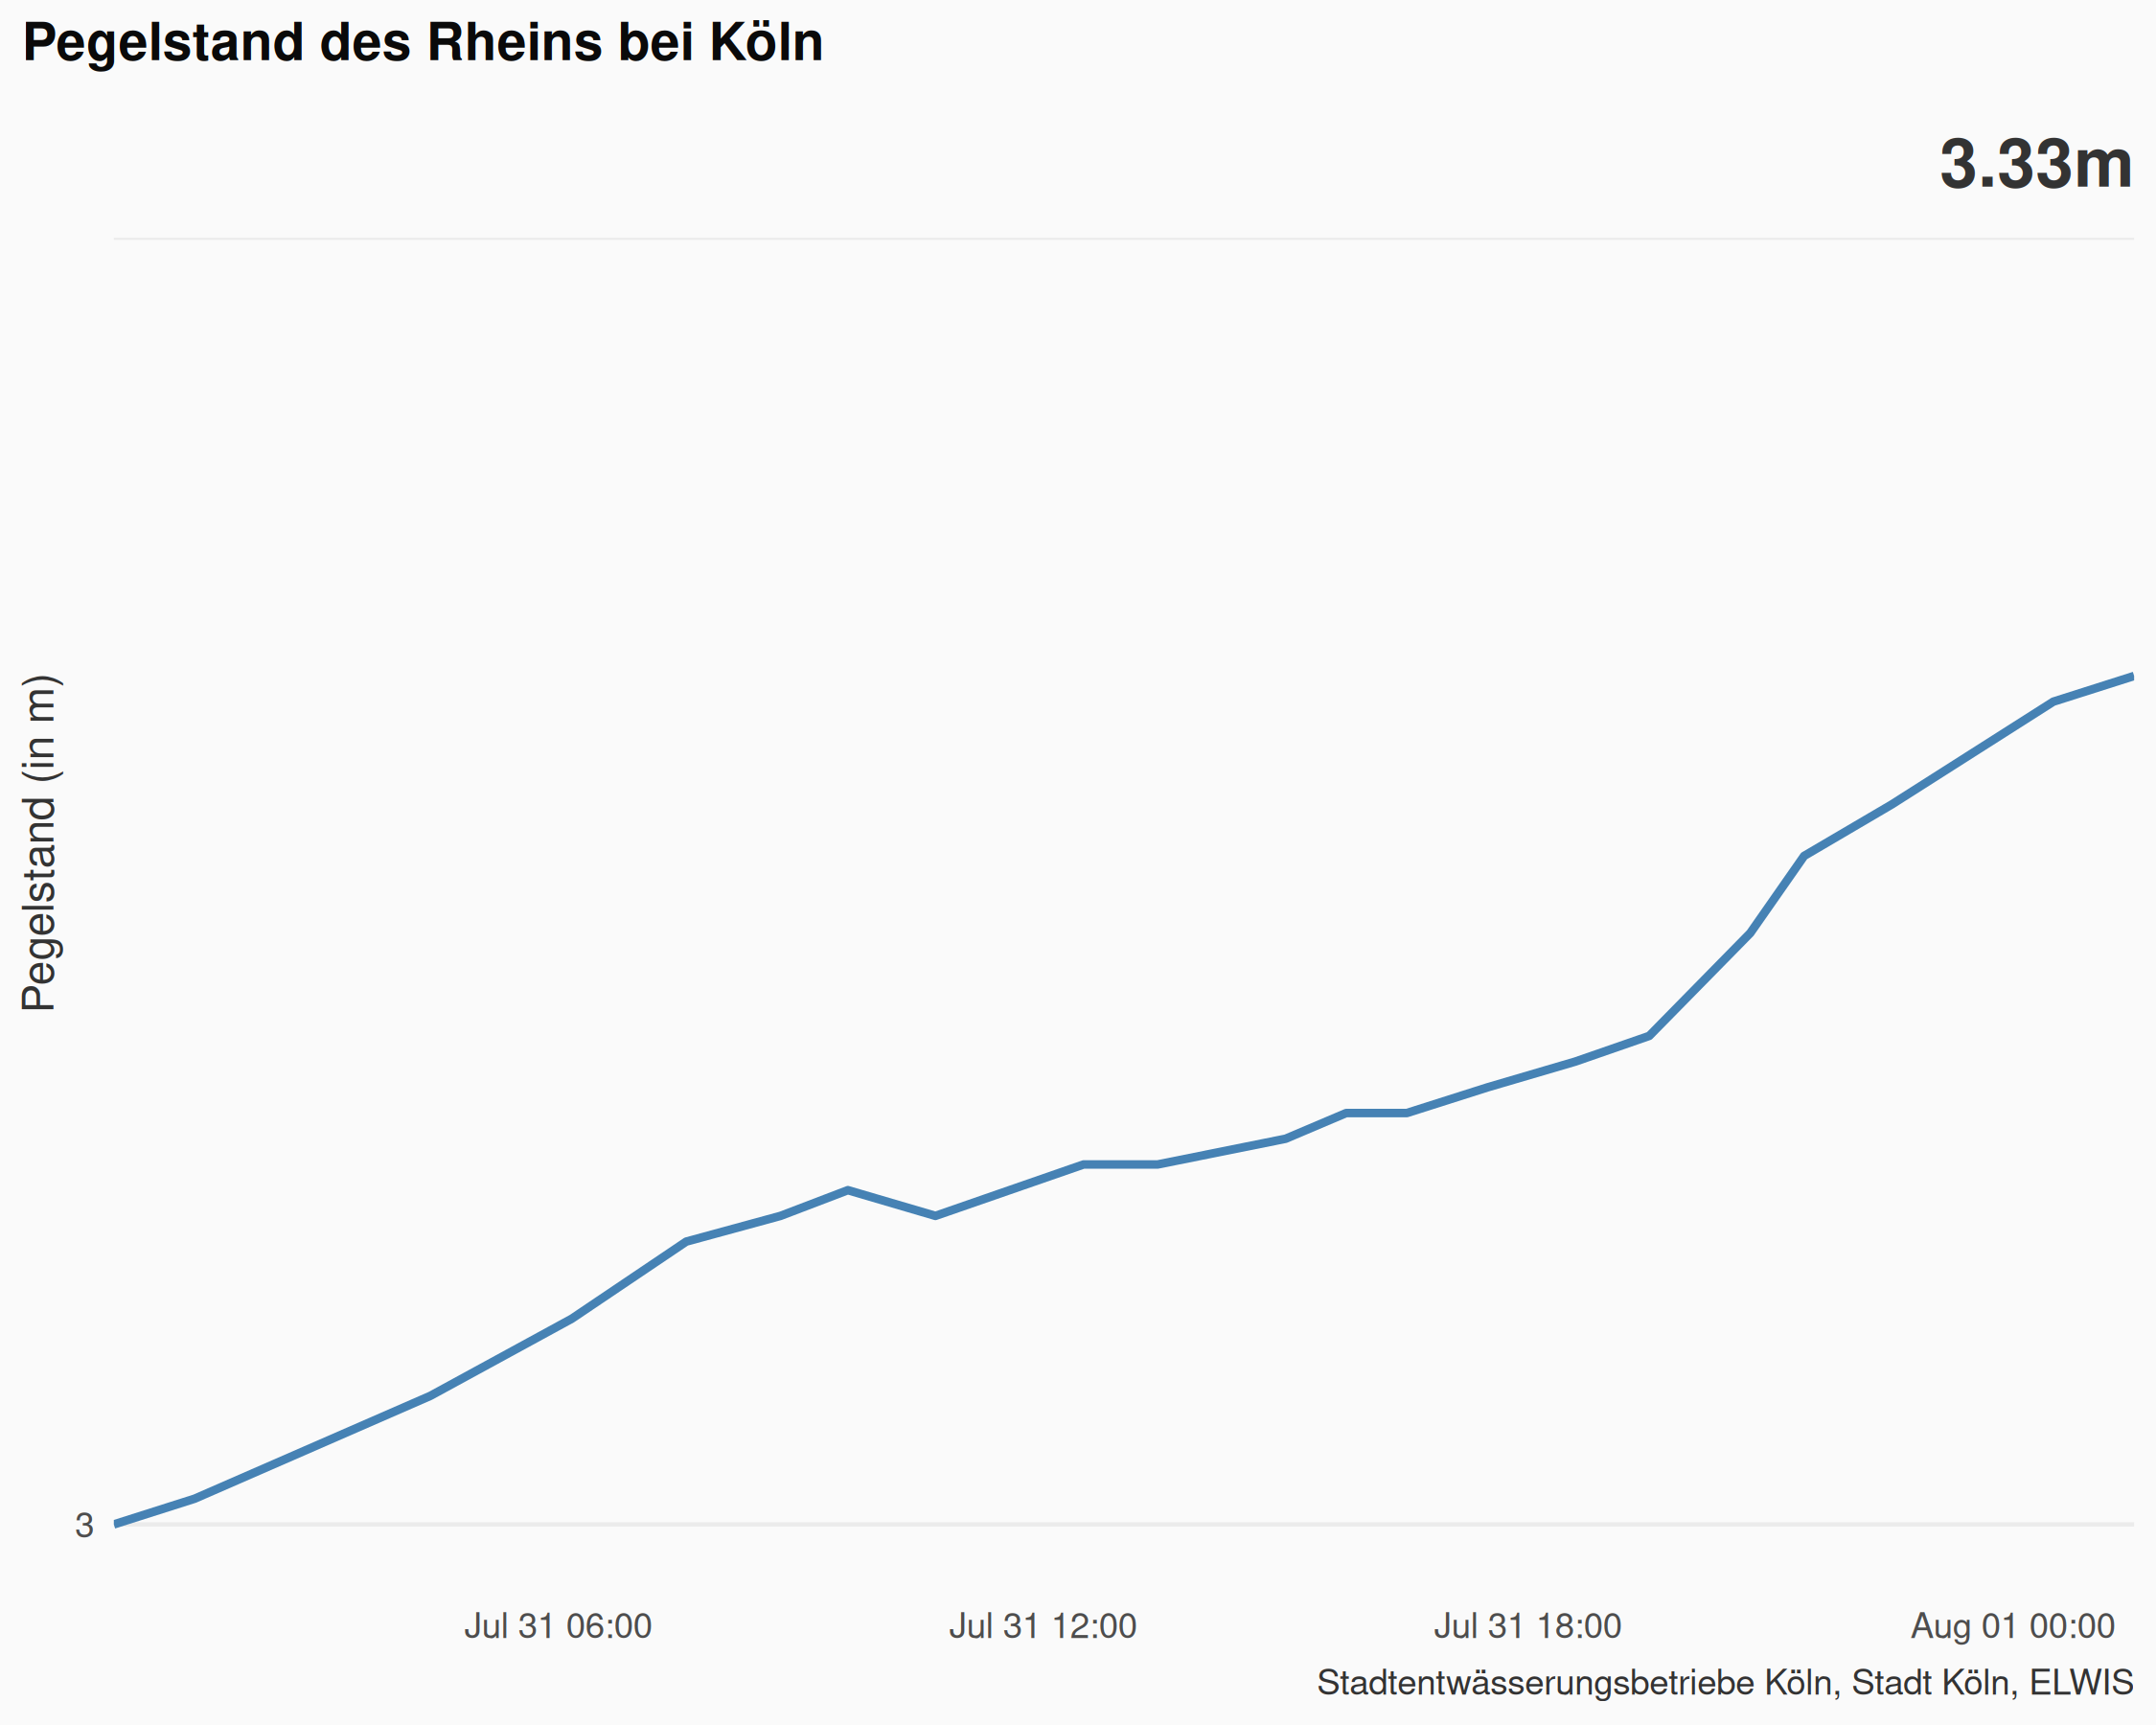 Pegelstand des Rheins bei Köln
3.33m
Pegelstand (in m)
3
Jul 31 06:00
Jul 31 12:00
Jul 31 18:00
Aug 01 00:00
Stadtentwässerungsbetriebe Köln, Stadt Köln, ELWIS